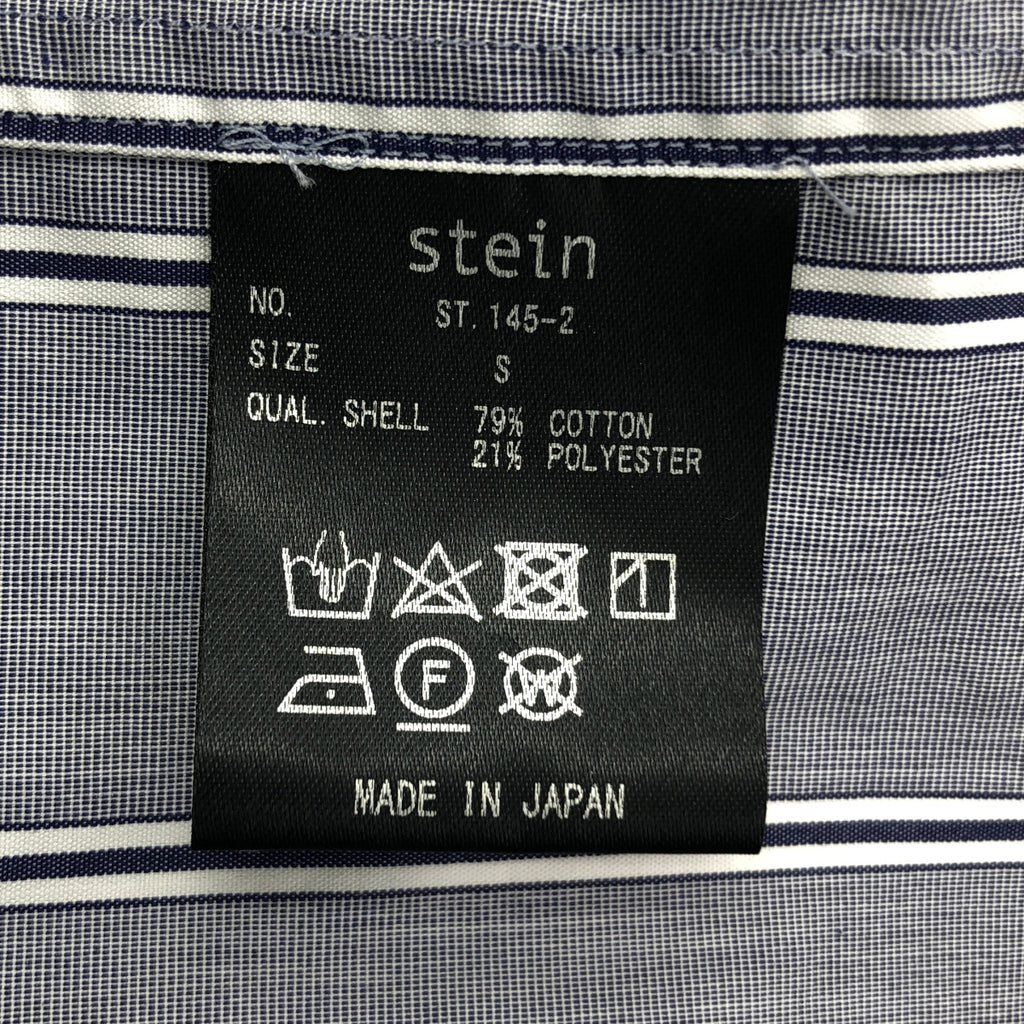 stein
NO. ST.145-2
SIZE S
QUAL. SHELL 79% COTTON
21% POLYESTER
F W
MADE IN JAPAN